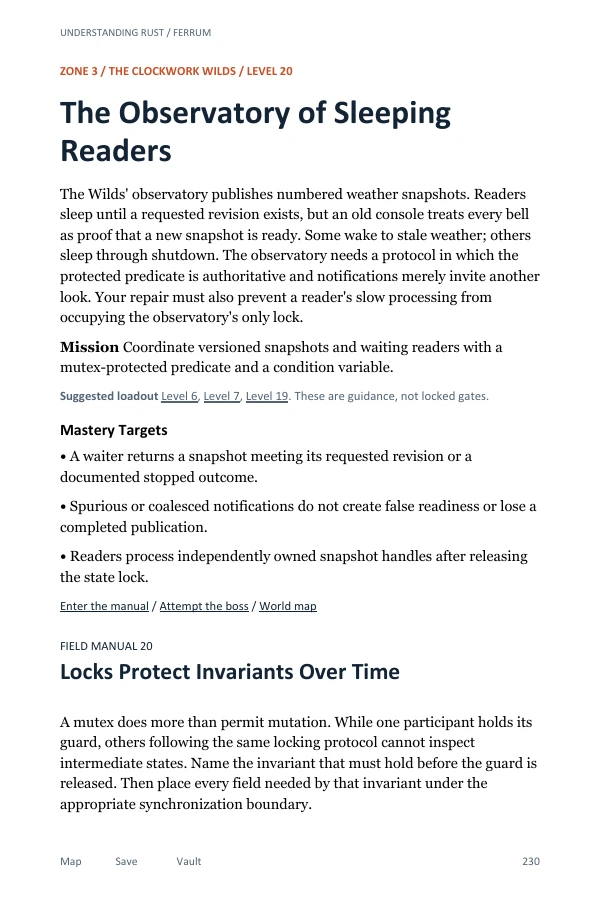 UNDERSTANDING RUST / FERRUM
ZONE 3 / THE CLOCKWORK WILDS / LEVEL 20
The Observatory of Sleeping
Readers
The Wilds' observatory publishes numbered weather snapshots. Readers
sleep until a requested revision exists, but an old console treats every bell
as proof that a new snapshot is ready. Some wake to stale weather; others
sleep through shutdown. The observatory needs a protocol in which the
protected predicate is authoritative and notifications merely invite another
look. Your repair must also prevent a reader's slow processing from
occupying the observatory's only lock.
Mission Coordinate versioned snapshots and waiting readers with a
mutex-protected predicate and a condition variable.
Suggested loadout Level 6, Level 7, Level 19. These are guidance, not locked gates.
Mastery Targets
• A waiter returns a snapshot meeting its requested revision or a
documented stopped outcome.
• Spurious or coalesced notifications do not create false readiness or lose a
completed publication.
• Readers process independently owned snapshot handles after releasing
the state lock.
Enter the manual / Attempt the boss / World map
FIELD MANUAL 20
Locks Protect Invariants Over Time
A mutex does more than permit mutation. While one participant holds its
guard, others following the same locking protocol cannot inspect
intermediate states. Name the invariant that must hold before the guard is
released. Then place every field needed by that invariant under the
appropriate synchronization boundary.
Map Save Vault 230